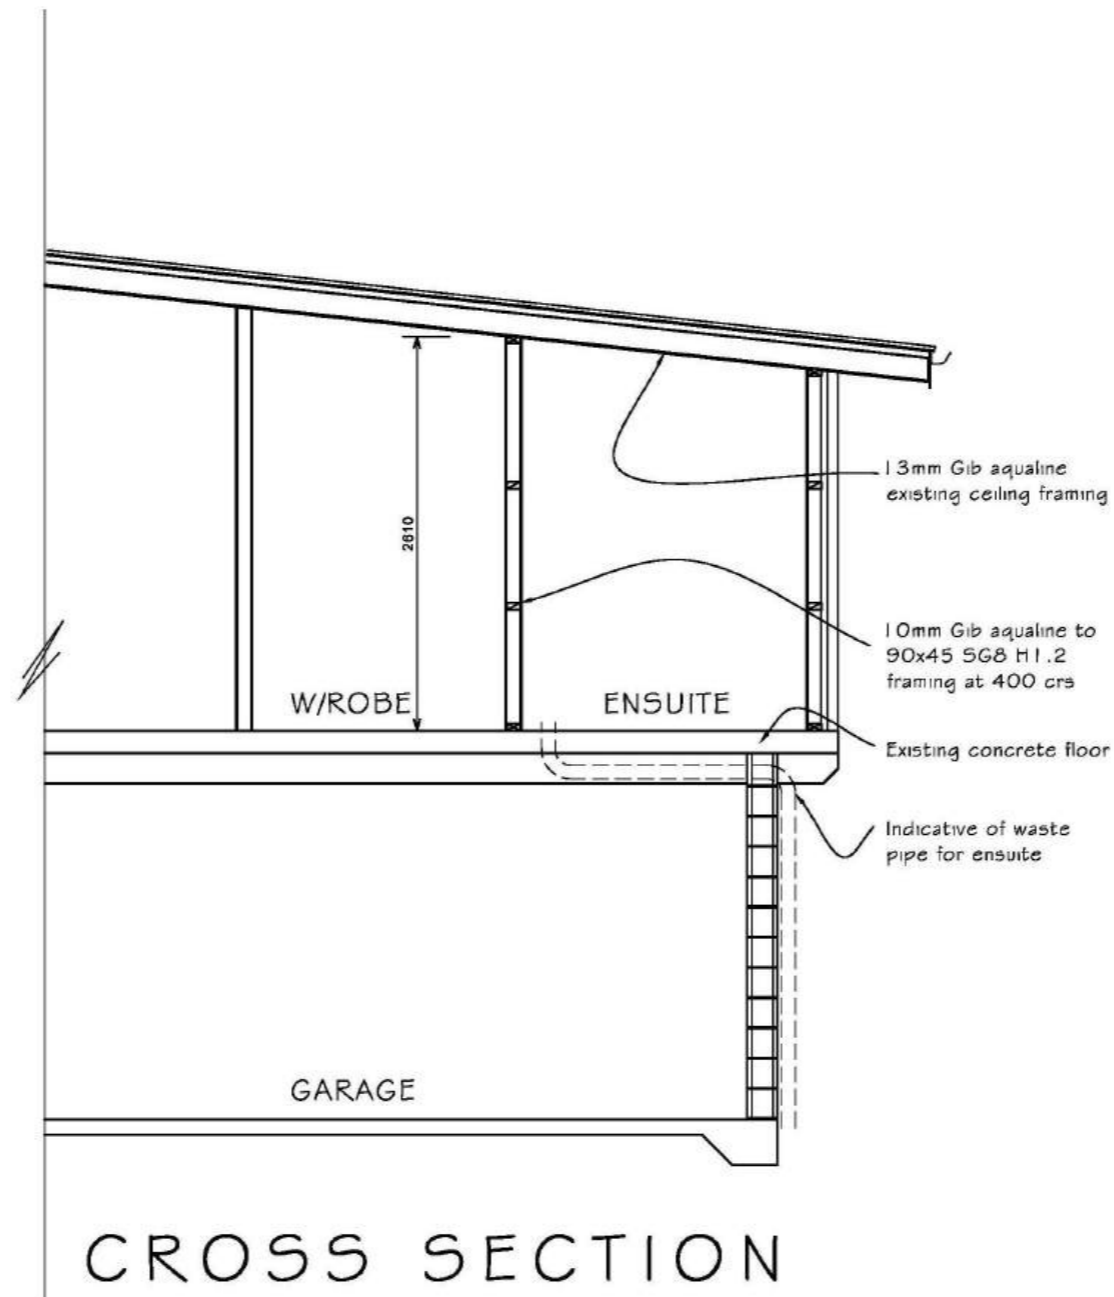 13mm Gib aqualine
existing ceiling framing
2610
10mm Gib aqualine to
90x45 SG8 H1.2
framing at 400 crs
W/ROBE
ENSUITE
Existing concrete floor
Indicative of waste
pipe for ensuite
GARAGE
CROSS SECTION